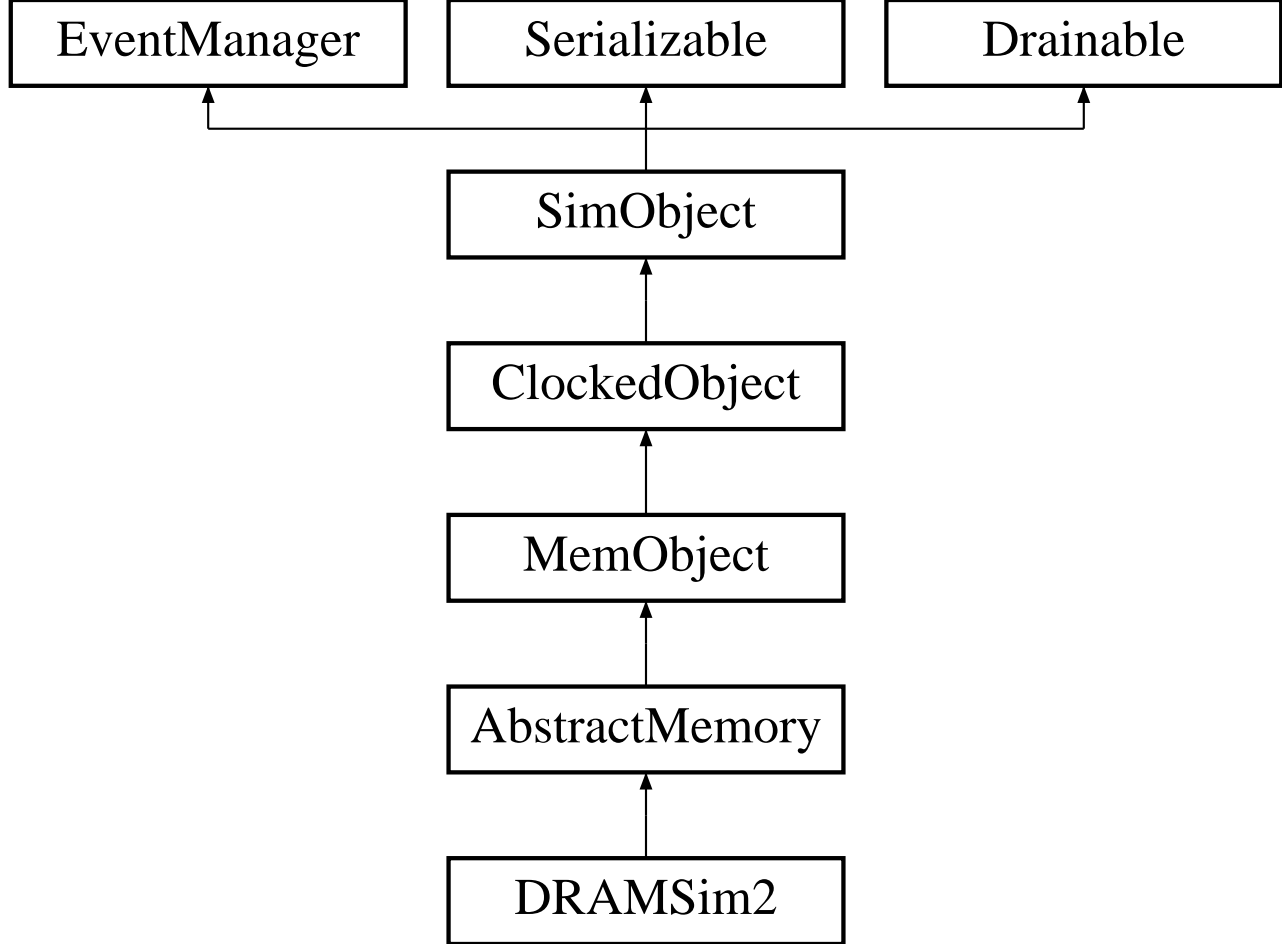 EventManager
Serializable
Drainable
SimObject
ClockedObject
MemObject
AbstractMemory
DRAMSim2